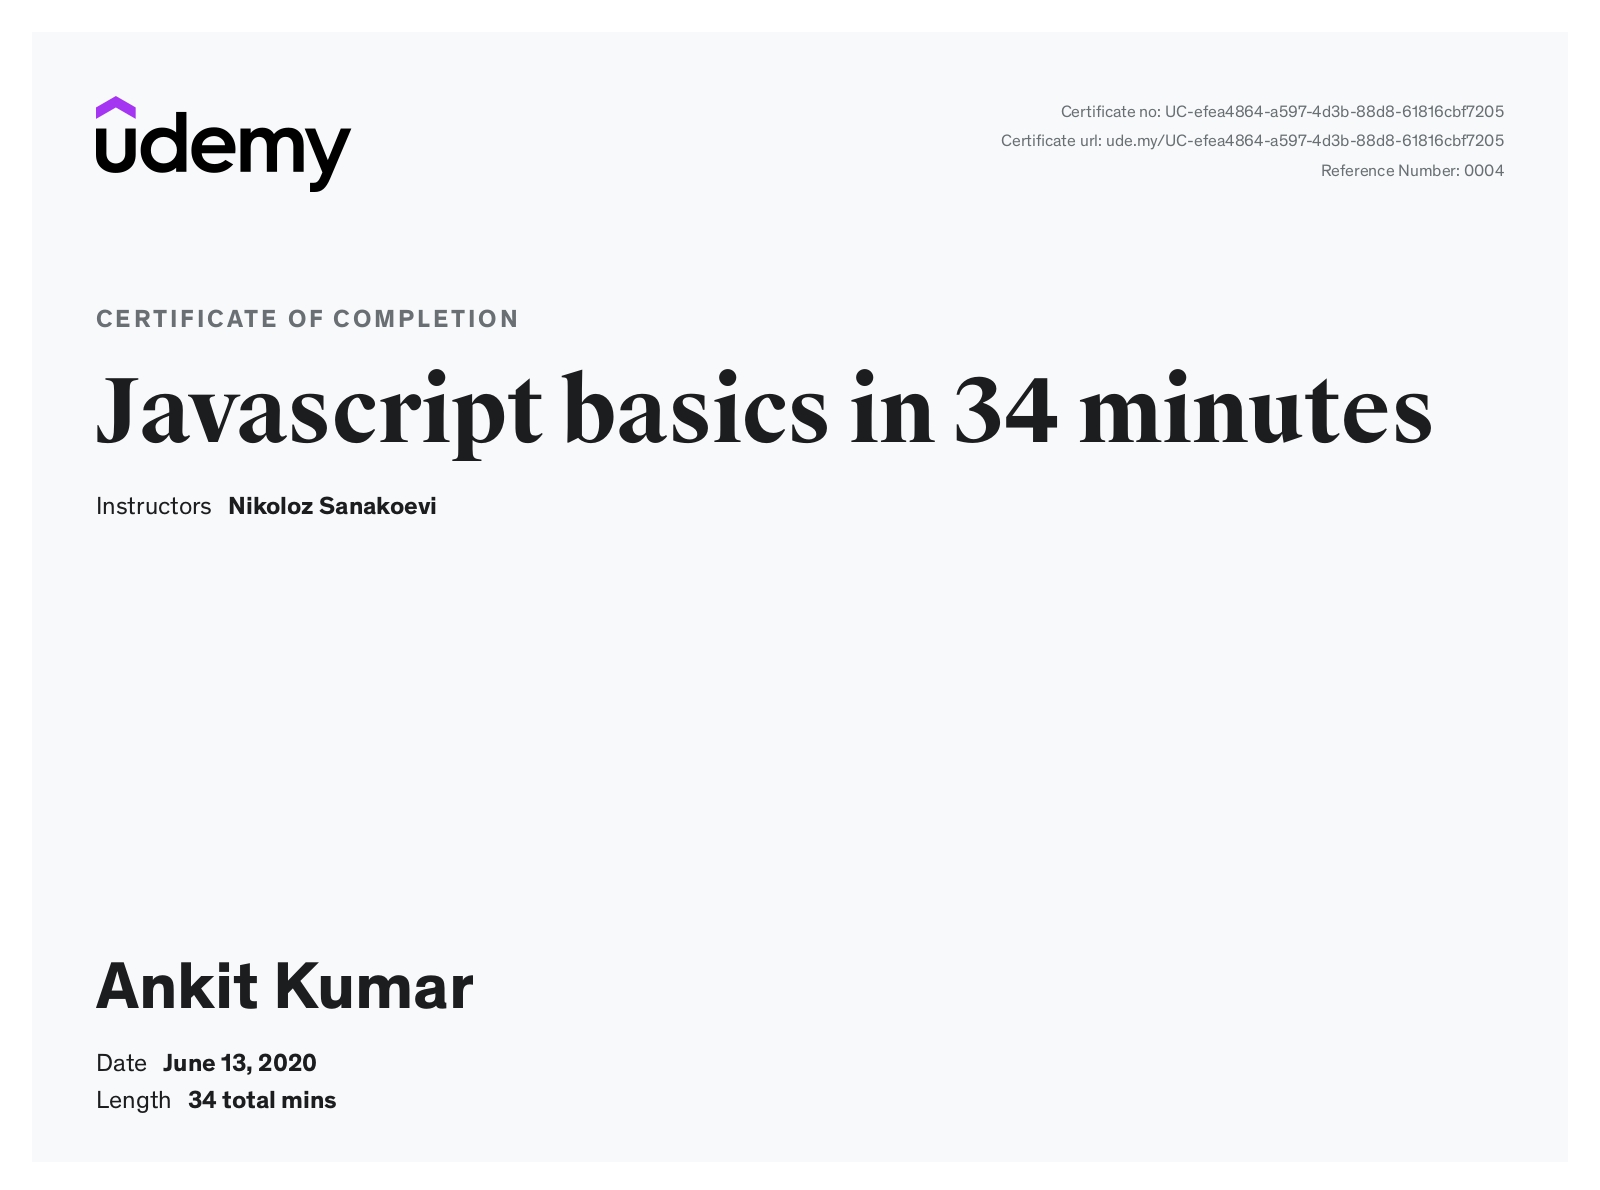 udemy
Certificate no: UC-efea4864-a597-4d3b-88d8-61816cbf7205
Certificate url: ude.my/UC-efea4864-a597-4d3b-88d8-61816cbf7205
Reference Number: 0004
CERTIFICATE OF COMPLETION
Javascript basics in 34 minutes
Instructors Nikoloz Sanakoevi
Ankit Kumar
Date June 13, 2020
Length 34 total mins